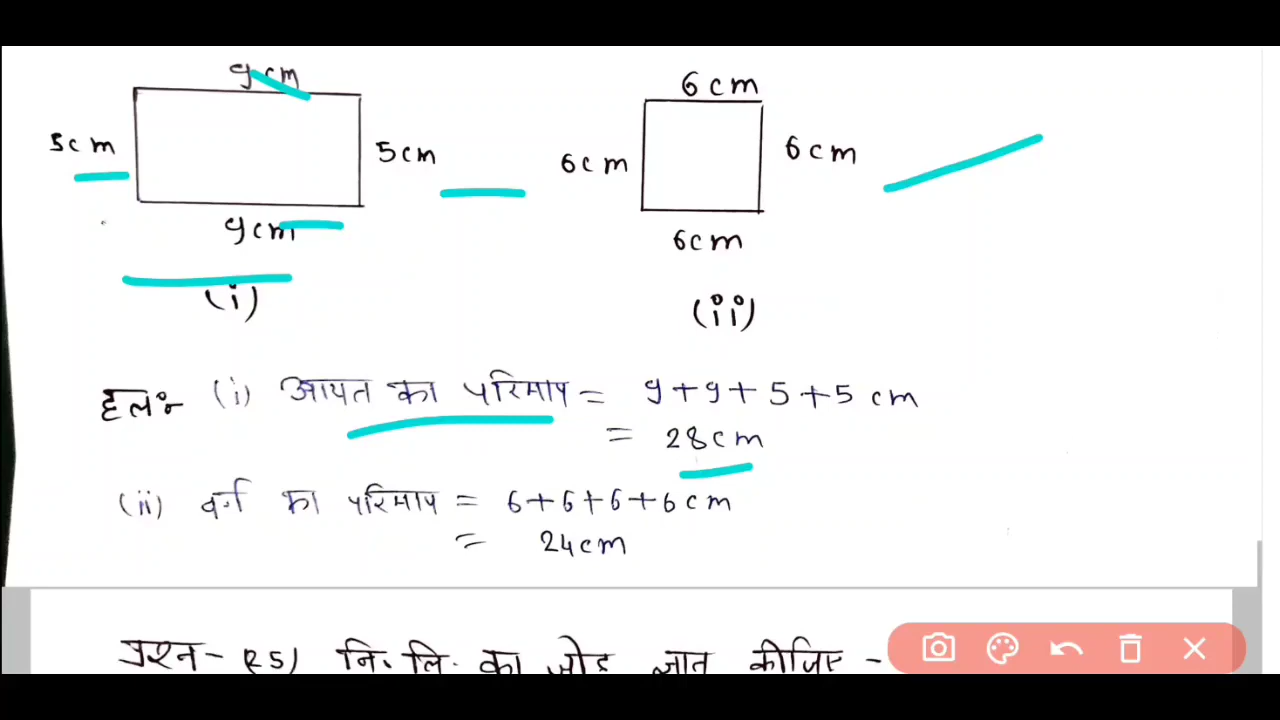 9cm
6cm
5cm
5cm
6cm
6cm
9cm
6cm
(i)
(ii)
हलः (i) आयत का परिमाप = 9+9+5+5 cm
= 28cm
(ii) वर्ग का परिमाप = 6+6+6+6cm
= 24cm
प्रश्न- (25) नि. लि. का जोड़ ज्ञात कीजिए -